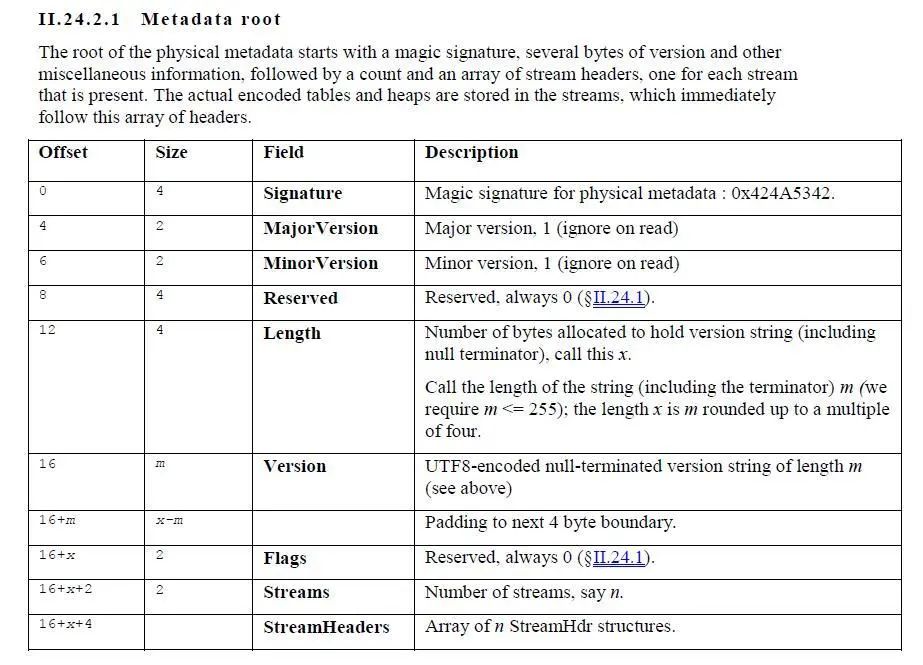 II.24.2.1 Metadata root
The root of the physical metadata starts with a magic signature, several bytes of version and other
miscellaneous information, followed by a count and an array of stream headers, one for each stream
that is present. The actual encoded tables and heaps are stored in the streams, which immediately
follow this array of headers.
Offset Size Field Description
0 4 Signature Magic signature for physical metadata : 0x424A5342.
4 2 MajorVersion Major version, 1 (ignore on read)
6 2 MinorVersion Minor version, 1 (ignore on read)
8 4 Reserved Reserved, always 0 (§II.24.1).
12 4 Length Number of bytes allocated to hold version string (including
null terminator), call this x.
Call the length of the string (including the terminator) m (we
require m <= 255); the length x is m rounded up to a multiple
of four.
16 m Version UTF8-encoded null-terminated version string of length m
(see above)
16+m x-m Padding to next 4 byte boundary.
16+x 2 Flags Reserved, always 0 (§II.24.1).
16+x+2 2 Streams Number of streams, say n.
16+x+4 StreamHeaders Array of n StreamHdr structures.